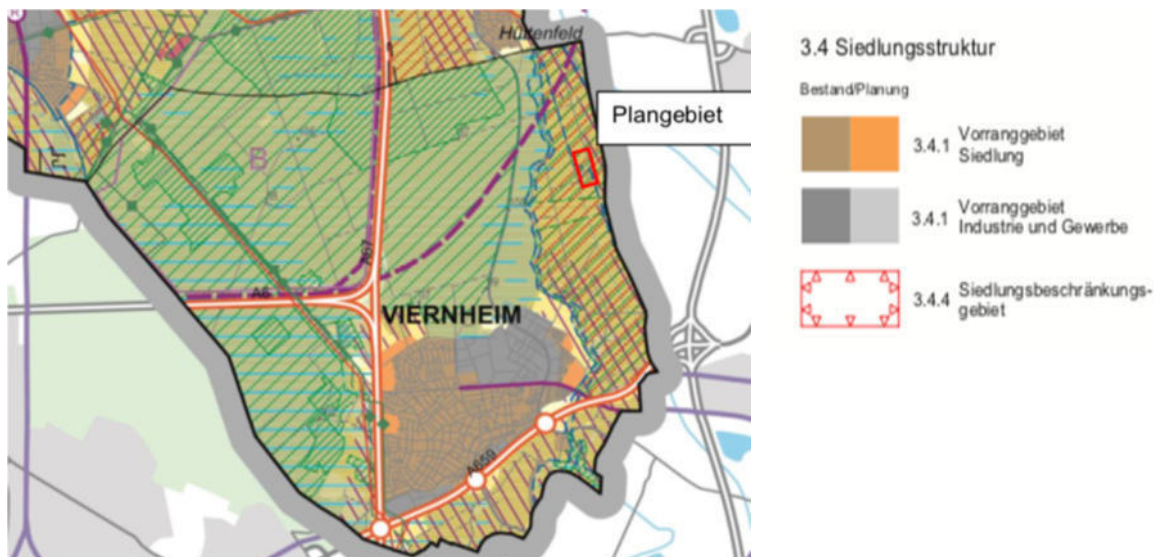 Hüttenfeld
Plangebiet
B
A67
A6
VIERNHEIM
A659
3.4 Siedlungsstruktur
Bestand/Planung
3.4.1 Vorranggebiet
Siedlung
3.4.1 Vorranggebiet
Industrie und Gewerbe
3.4.4 Siedlungsbeschränkungs-
gebiet